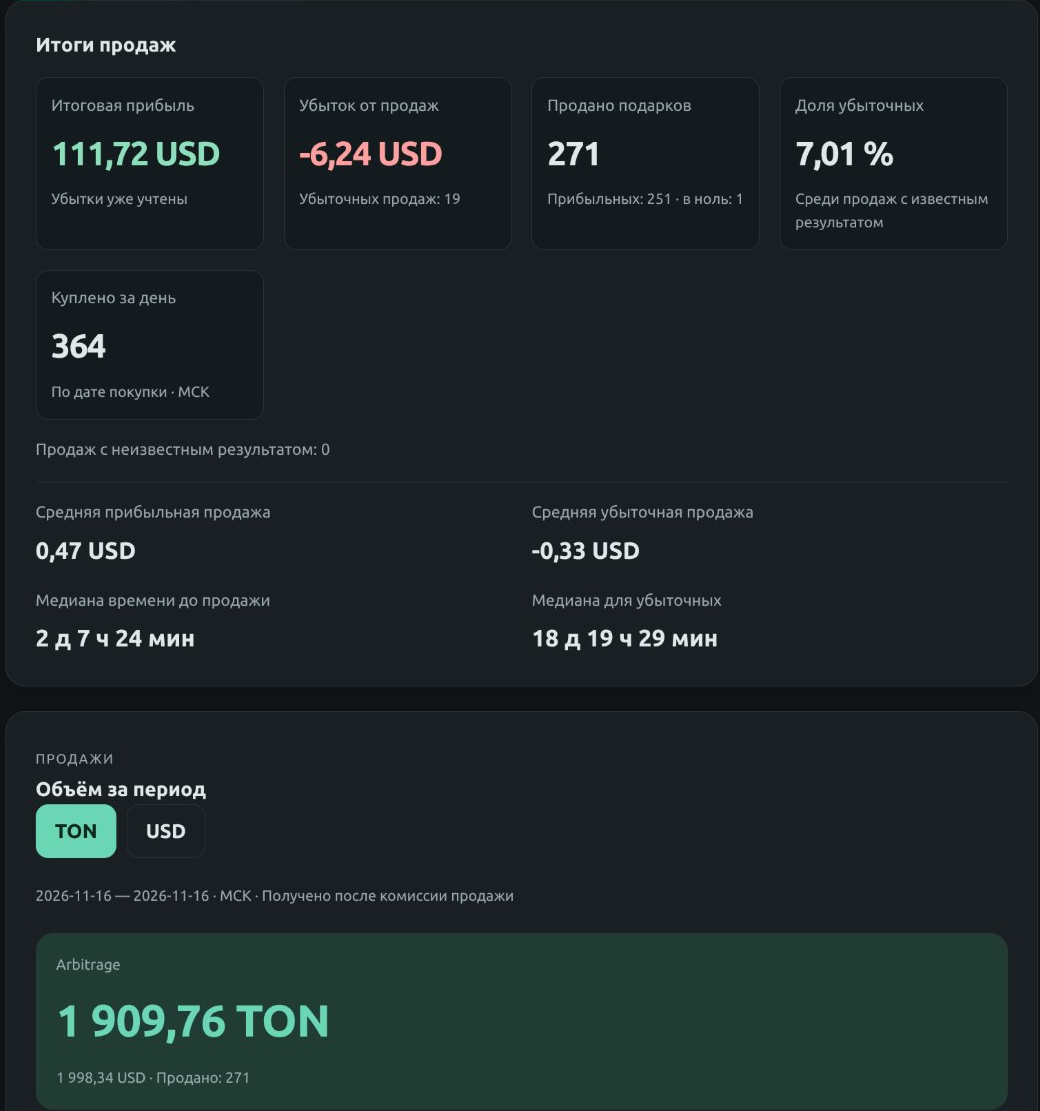 Итоги продаж
Итоговая прибыль
111,72 USD
Убытки уже учтены
Убыток от продаж
-6,24 USD
Убыточных продаж: 19
Продано подарков
271
Прибыльных: 251 · в ноль: 1
Доля убыточных
7,01 %
Среди продаж с известным
результатом
Куплено за день
364
По дате покупки · МСК
Продаж с неизвестным результатом: 0
Средняя прибыльная продажа
0,47 USD
Средняя убыточная продажа
-0,33 USD
Медиана времени до продажи
2 д 7 ч 24 мин
Медиана для убыточных
18 д 19 ч 29 мин
ПРОДАЖИ
Объём за период
TON
USD
2026-11-16 — 2026-11-16 · МСК · Получено после комиссии продажи
Arbitrage
1 909,76 TON
1 998,34 USD · Продано: 271